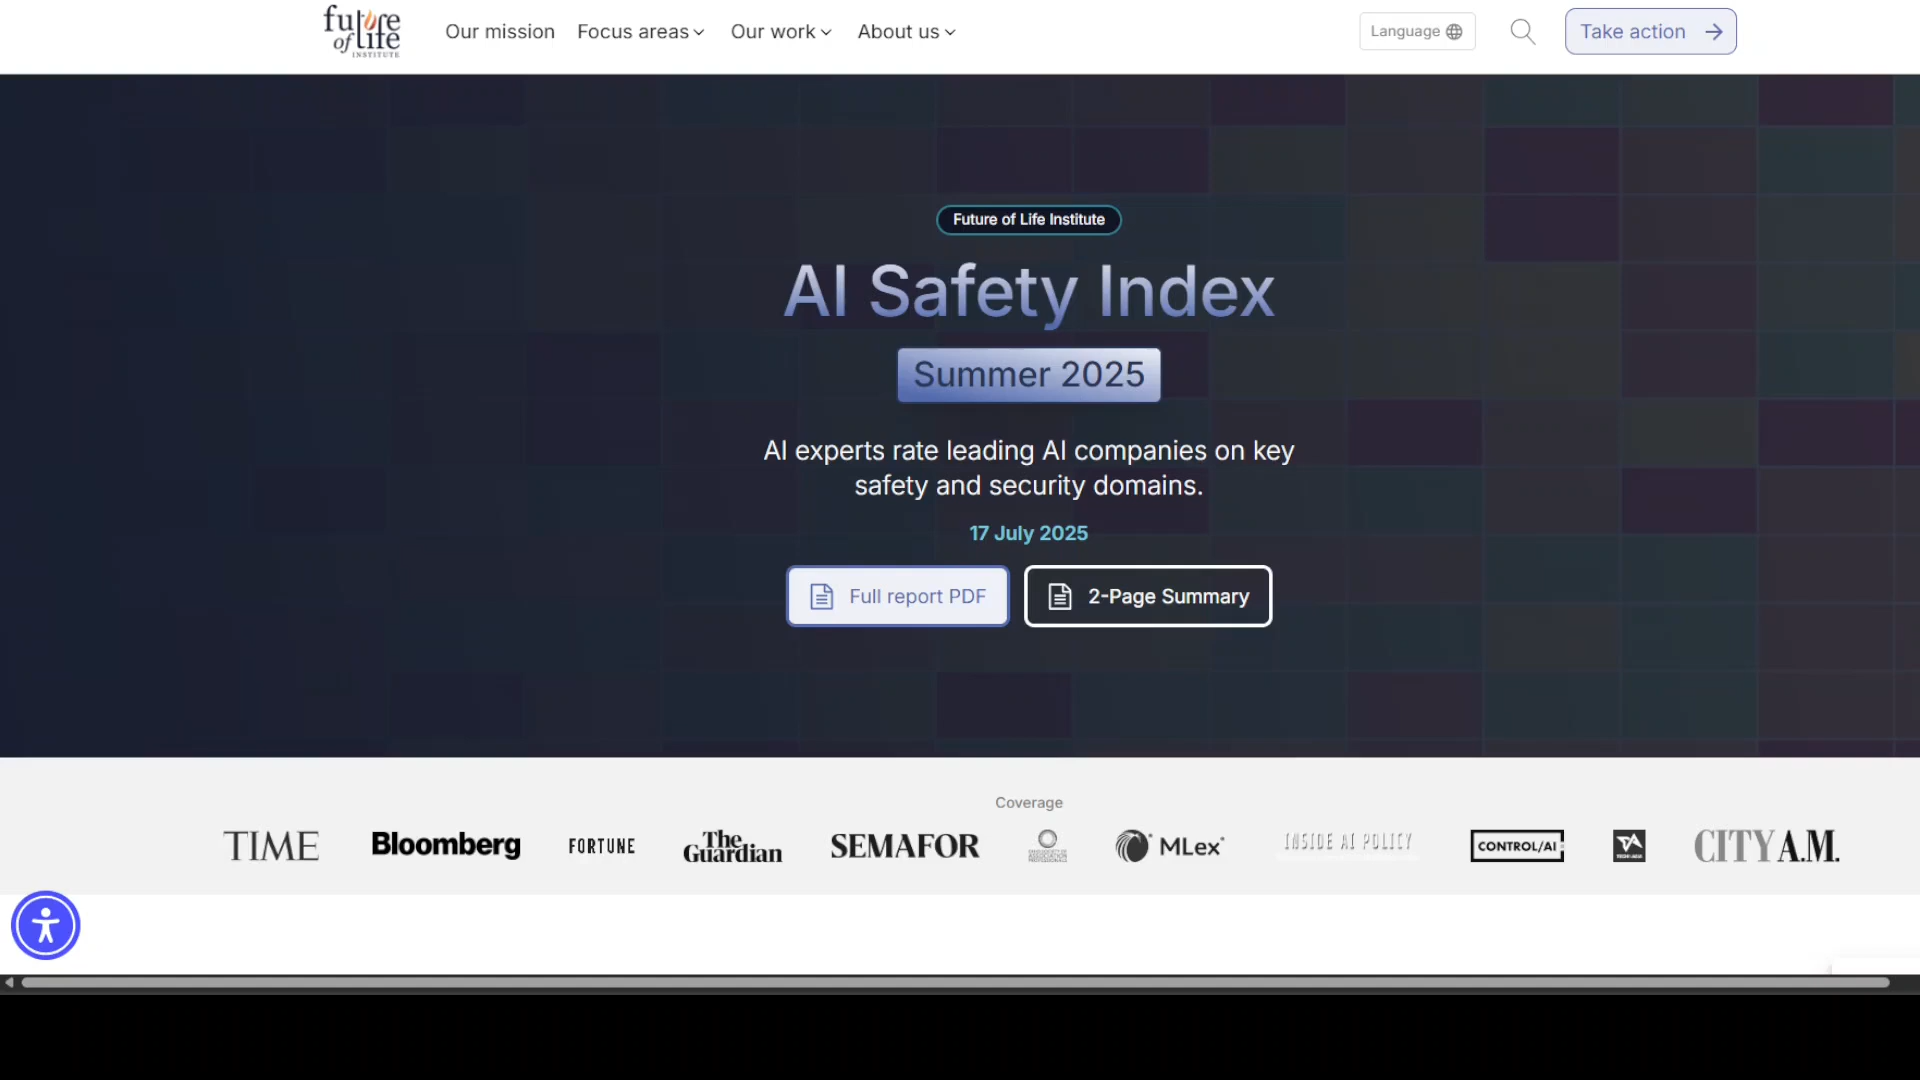 future
of life
INSTITUTE
Our mission
Focus areas
Our work
About us
Language
Take action
Future of Life Institute
AI Safety Index
Summer 2025
AI experts rate leading AI companies on key
safety and security domains.
17 July 2025
Full report PDF
2-Page Summary
Coverage
TIME
Bloomberg
FORTUNE
The
Guardian
SEMAFOR
MLex
INSIDE AI POLICY
CONTROL/AI
CITY A.M.